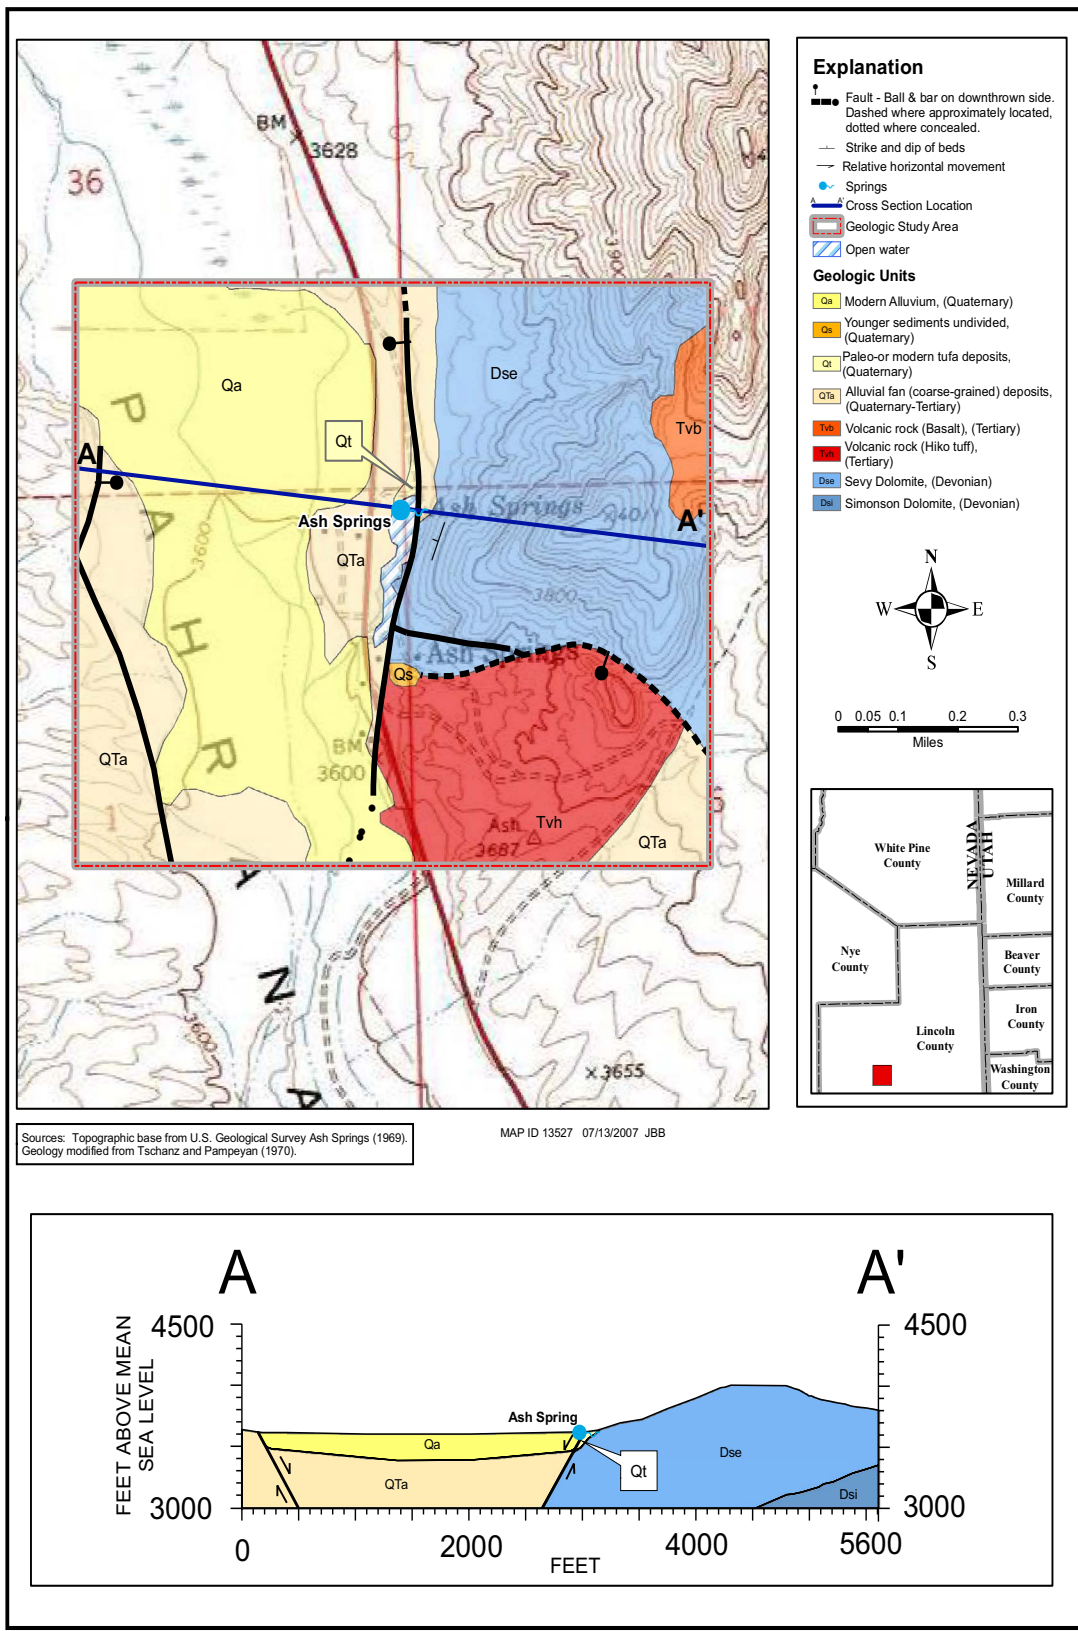 BM
3628
36
3900
Qa
Dse
Tvb
P
A
H
R
N
A
Qt
A
A'
Ash Springs
Ash Springs
3600
QTa
3800
Ash Springs
Qs
BM
3600
QTa
1
Ash
3687
Tvh
QTa
3600
×3655
Explanation
Fault - Ball & bar on downthrown side.
Dashed where approximately located,
dotted where concealed.
Strike and dip of beds
Relative horizontal movement
Springs
A A'
Cross Section Location
Geologic Study Area
Open water
Geologic Units
Qa Modern Alluvium, (Quaternary)
Qs Younger sediments undivided,
(Quaternary)
Qt Paleo-or modern tufa deposits,
(Quaternary)
QTa Alluvial fan (coarse-grained) deposits,
(Quaternary-Tertiary)
Tvb Volcanic rock (Basalt), (Tertiary)
Tvh Volcanic rock (Hiko tuff),
(Tertiary)
Dse Sevy Dolomite, (Devonian)
Dsi Simonson Dolomite, (Devonian)
N
W E
S
0 0.05 0.1 0.2 0.3
Miles
White Pine
County
NEVADA
UTAH
Millard
County
Nye
County
Beaver
County
Iron
County
Lincoln
County
Washington
County
Sources: Topographic base from U.S. Geological Survey Ash Springs (1969).
Geology modified from Tschanz and Pampeyan (1970).
MAP ID 13527 07/13/2007 JBB
A A'
FEET ABOVE MEAN
SEA LEVEL
4500 4500
Ash Spring
Qa
Qt
Dse
QTa
Dsi
3000 3000
0 2000 4000 5600
FEET